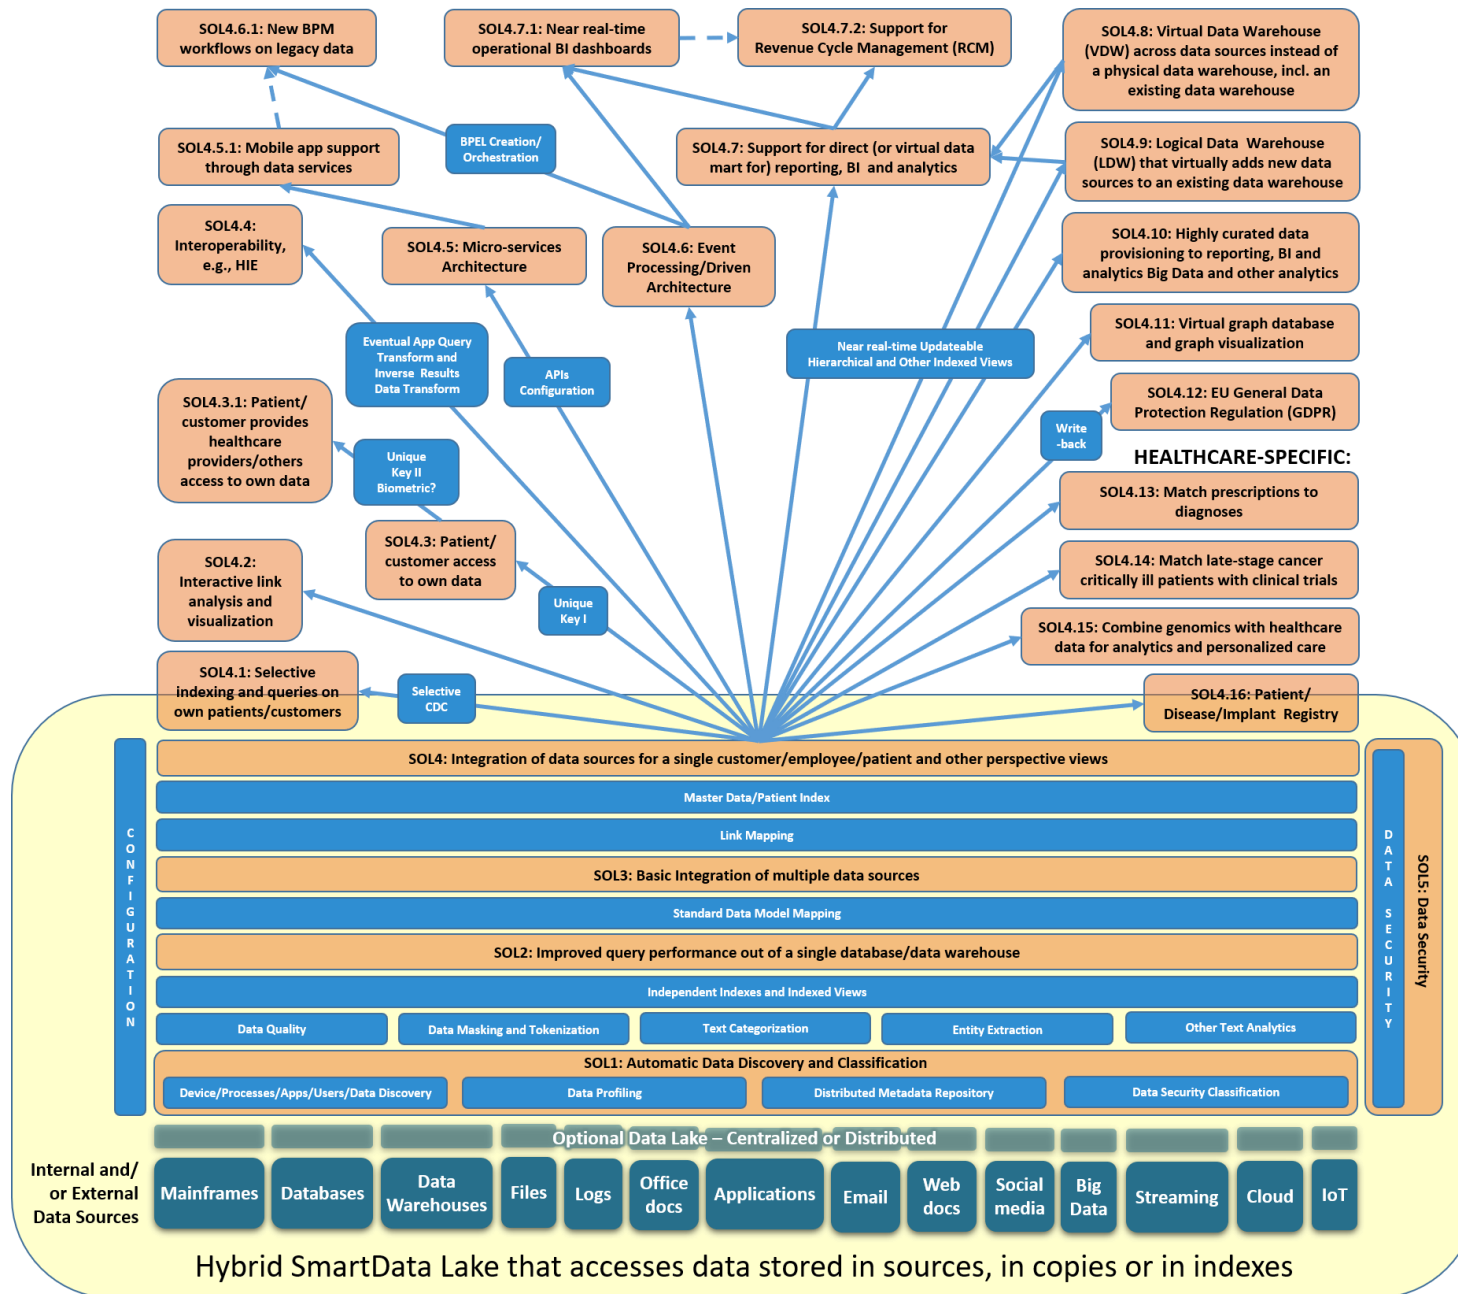 SOL4.6.1: New BPM
workflows on legacy data
SOL4.7.1: Near real-time
operational BI dashboards
SOL4.7.2: Support for
Revenue Cycle Management (RCM)
SOL4.8: Virtual Data Warehouse
(VDW) across data sources instead of
a physical data warehouse, incl. an
existing data warehouse
BPEL Creation/
Orchestration
SOL4.5.1: Mobile app support
through data services
SOL4.7: Support for direct (or virtual data
mart for) reporting, BI and analytics
SOL4.9: Logical Data Warehouse
(LDW) that virtually adds new data
sources to an existing data warehouse
SOL4.4:
Interoperability,
e.g., HIE
SOL4.5: Micro-services
Architecture
SOL4.6: Event
Processing/Driven
Architecture
SOL4.10: Highly curated data
provisioning to reporting, BI and
analytics Big Data and other analytics
Eventual App Query
Transform and
Inverse Results
Data Transform
APIs
Configuration
Near real-time Updateable
Hierarchical and Other Indexed Views
SOL4.11: Virtual graph database
and graph visualization
SOL4.12: EU General Data
Protection Regulation (GDPR)
Write
-back
SOL4.3.1: Patient/
customer provides
healthcare
providers/others
access to own data
Unique
Key II
Biometric?
HEALTHCARE-SPECIFIC:
SOL4.13: Match prescriptions to
diagnoses
SOL4.3: Patient/
customer access
to own data
SOL4.2:
Interactive link
analysis and
visualization
Unique
Key I
SOL4.14: Match late-stage cancer
critically ill patients with clinical trials
SOL4.15: Combine genomics with healthcare
data for analytics and personalized care
SOL4.1: Selective
indexing and queries on
own patients/customers
Selective
CDC
SOL4.16: Patient/
Disease/Implant Registry
CONFIGURATION
SOL4: Integration of data sources for a single customer/employee/patient and other perspective views
Master Data/Patient Index
Link Mapping
SOL3: Basic Integration of multiple data sources
Standard Data Model Mapping
SOL2: Improved query performance out of a single database/data warehouse
Independent Indexes and Indexed Views
Data Quality
Data Masking and Tokenization
Text Categorization
Entity Extraction
Other Text Analytics
SOL1: Automatic Data Discovery and Classification
Device/Processes/Apps/Users/Data Discovery
Data Profiling
Distributed Metadata Repository
Data Security Classification
DATA SECURITY
SOL5: Data Security
Optional Data Lake – Centralized or Distributed
Internal and/
or External
Data Sources
Mainframes
Databases
Data
Warehouses
Files
Logs
Office
docs
Applications
Email
Web
docs
Social
media
Big
Data
Streaming
Cloud
IoT
Hybrid SmartData Lake that accesses data stored in sources, in copies or in indexes